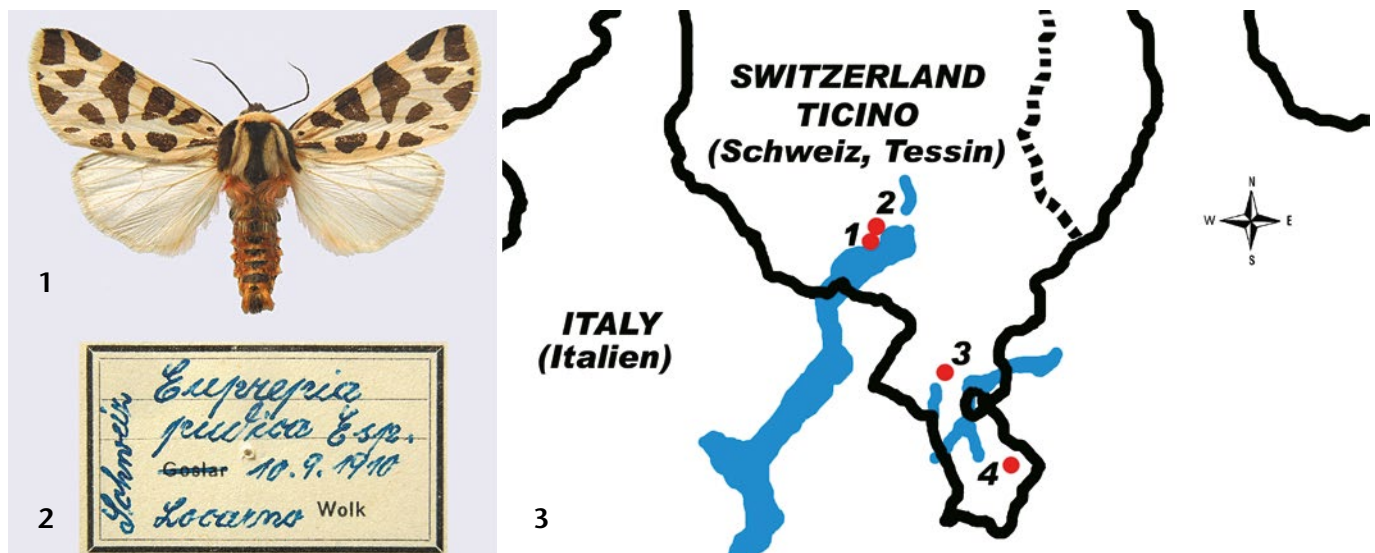 1
Schweiz
Euprepia
pudica Esp.
Goslar 10.9.1910
Locarno Wolk
2
SWITZERLAND
TICINO
(Schweiz, Tessin)
2
1
N
W E
S
ITALY
(Italien)
3
4
3